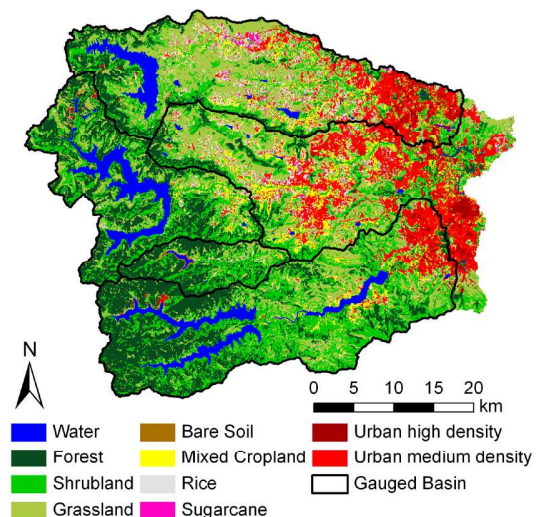 N
0 5 10 15 20
km
Water
Bare Soil
Urban high density
Forest
Mixed Cropland
Urban medium density
Shrubland
Rice
Gauged Basin
Grassland
Sugarcane